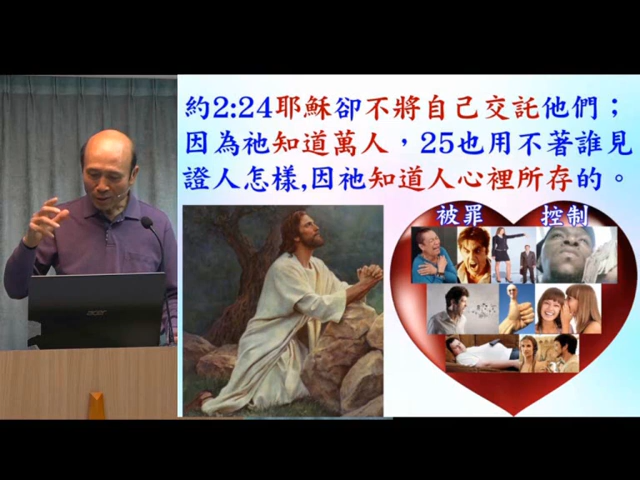 約2:24耶穌卻不將自己交託他們；
因為祂知道萬人，25也用不著誰見
證人怎樣,因祂知道人心裡所存的。
被罪 控制
acer